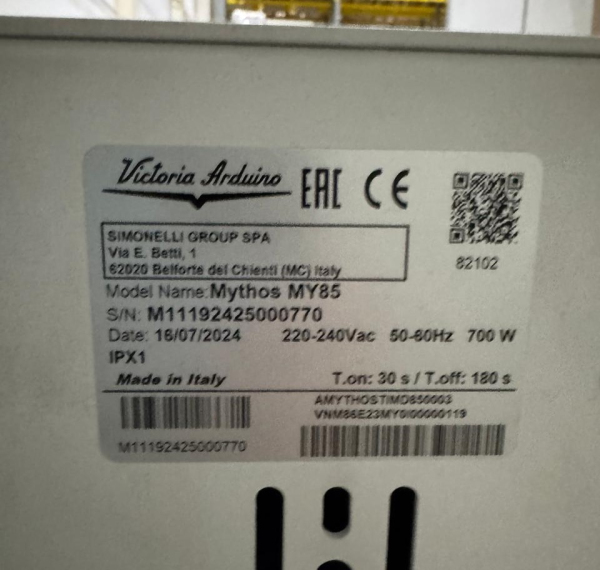 Victoria Arduino EAC CE
SIMONELLI GROUP SPA
Via E. Betti, 1
62020 Belforte del Chienti (MC) Italy
82102
Model Name:Mythos MY85
S/N: M11192425000770
Date: 16/07/2024 220-240Vac 50-60Hz 700 W
IPX1
Made in Italy T.on: 30 s / T.off: 180 s
AMYTHOSTIMD850003
VNM86E23MY0I00000119
M11192425000770